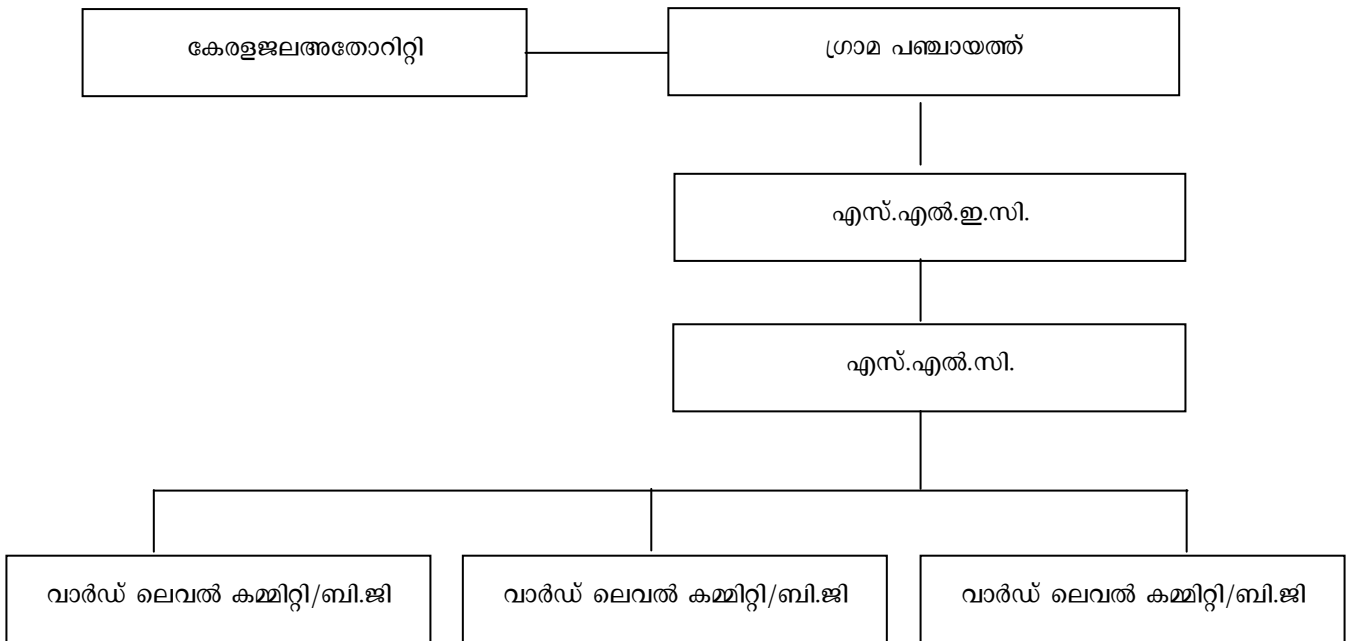 കേരളജലഅതോറിറ്റി
ഗ്രാമ പഞ്ചായത്ത്
എസ്.എൽ.ഇ.സി.
എസ്.എൽ.സി.
വാർഡ് ലെവൽ കമ്മിറ്റി/ബി.ജി
വാർഡ് ലെവൽ കമ്മിറ്റി/ബി.ജി
വാർഡ് ലെവൽ കമ്മിറ്റി/ബി.ജി